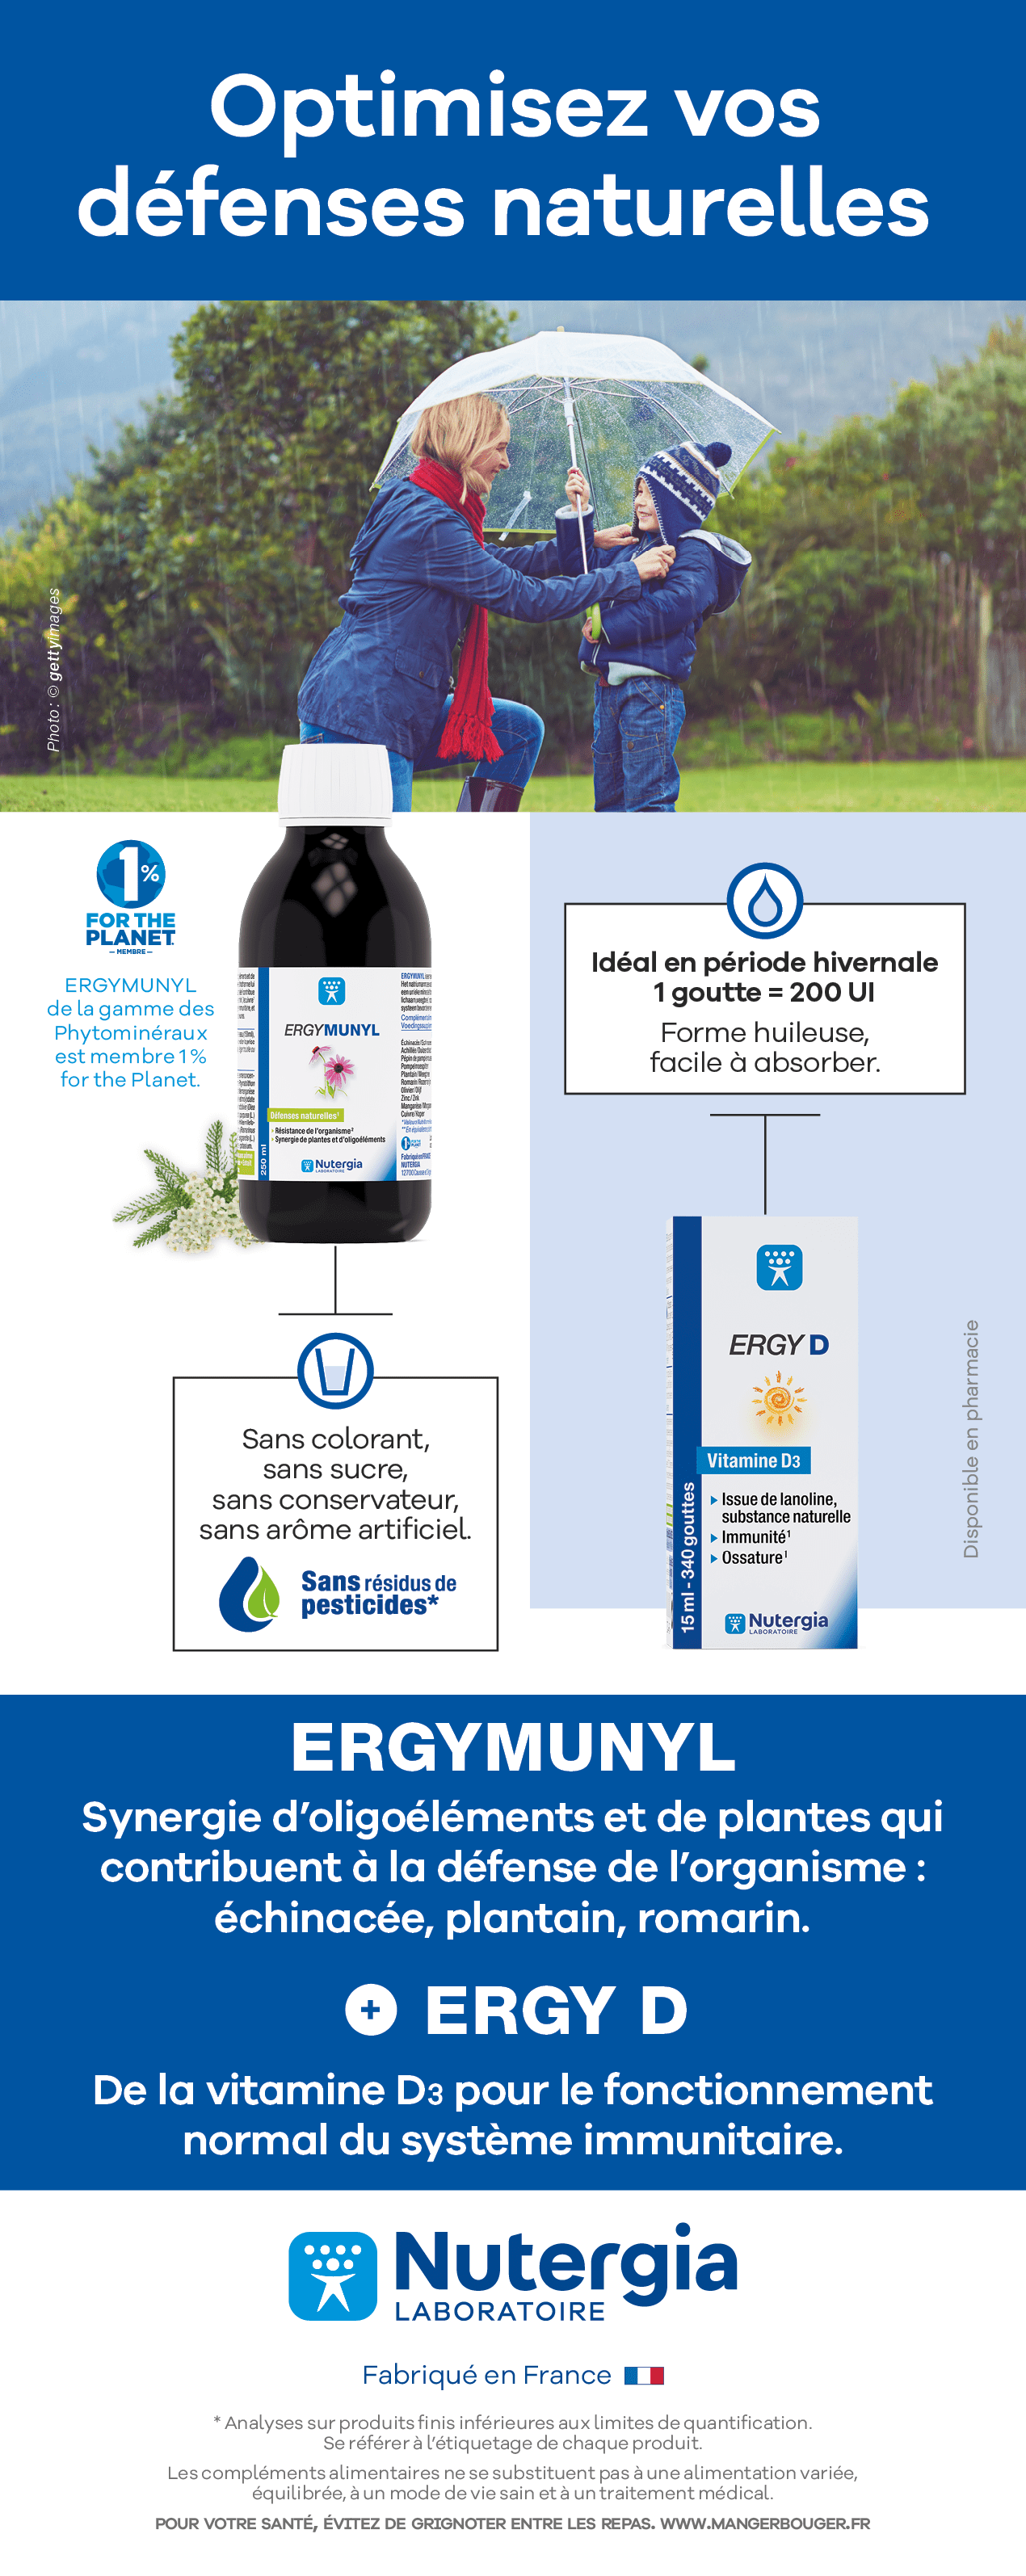 Optimisez vos
défenses naturelles
Photo : © gettyimages
1%
FOR THE
PLANET
— MEMBRE —
ERGYMUNYL
de la gamme des
Phytominéraux
est membre 1%
for the Planet.
ERGYMUNYL
Défenses naturelles¹
Résistance de l'organisme²
Synergie de plantes et d'oligoéléments
250 ml
Nutergia
LABORATOIRE
Idéal en période hivernale
1 goutte = 200 UI
Forme huileuse,
facile à absorber.
Sans colorant,
sans sucre,
sans conservateur,
sans arôme artificiel.
Sans résidus de
pesticides*
ERGY D
Vitamine D3
Issue de lanoline,
substance naturelle
Immunité¹
Ossature¹
15 ml - 340 gouttes
Nutergia
LABORATOIRE
Disponible en pharmacie
ERGYMUNYL
Synergie d'oligoéléments et de plantes qui
contribuent à la défense de l'organisme :
échinacée, plantain, romarin.
+ ERGY D
De la vitamine D3 pour le fonctionnement
normal du système immunitaire.
Nutergia
LABORATOIRE
Fabriqué en France
* Analyses sur produits finis inférieures aux limites de quantification.
Se référer à l'étiquetage de chaque produit.
Les compléments alimentaires ne se substituent pas à une alimentation variée,
équilibrée, à un mode de vie sain et à un traitement médical.
POUR VOTRE SANTÉ, ÉVITEZ DE GRIGNOTER ENTRE LES REPAS. WWW.MANGERBOUGER.FR